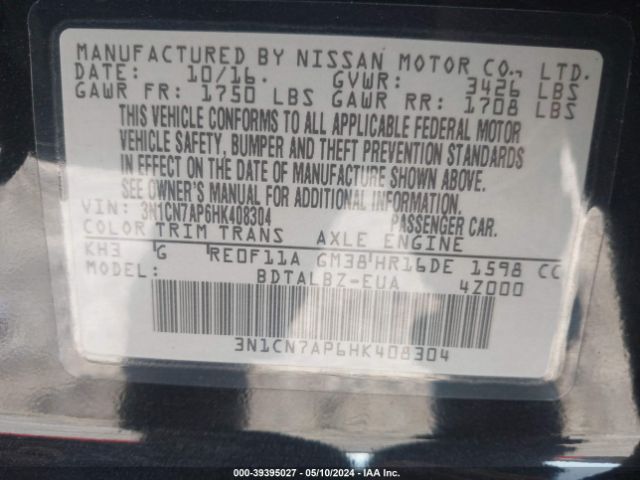 MANUFACTURED BY NISSAN MOTOR CO., LTD.
DATE: 10/16 GVWR: 3426 LBS
GAWR FR: 1750 LBS GAWR RR: 1708 LBS
THIS VEHICLE CONFORMS TO ALL APPLICABLE FEDERAL MOTOR
VEHICLE SAFETY, BUMPER AND THEFT PREVENTION STANDARDS
IN EFFECT ON THE DATE OF MANUFACTURE SHOWN ABOVE.
SEE OWNER'S MANUAL FOR ADDITIONAL INFORMATION.
VIN: 3N1CN7AP6HK408304 PASSENGER CAR.
COLOR TRIM TRANS AXLE ENGINE
KH3 G RE0F11A GM38 HR16DE 1598 CC
MODEL: BDTALBZ-EUA 4Z000
3N1CN7AP6HK408304
000-39395027 — 05/10/2024 — IAA Inc.